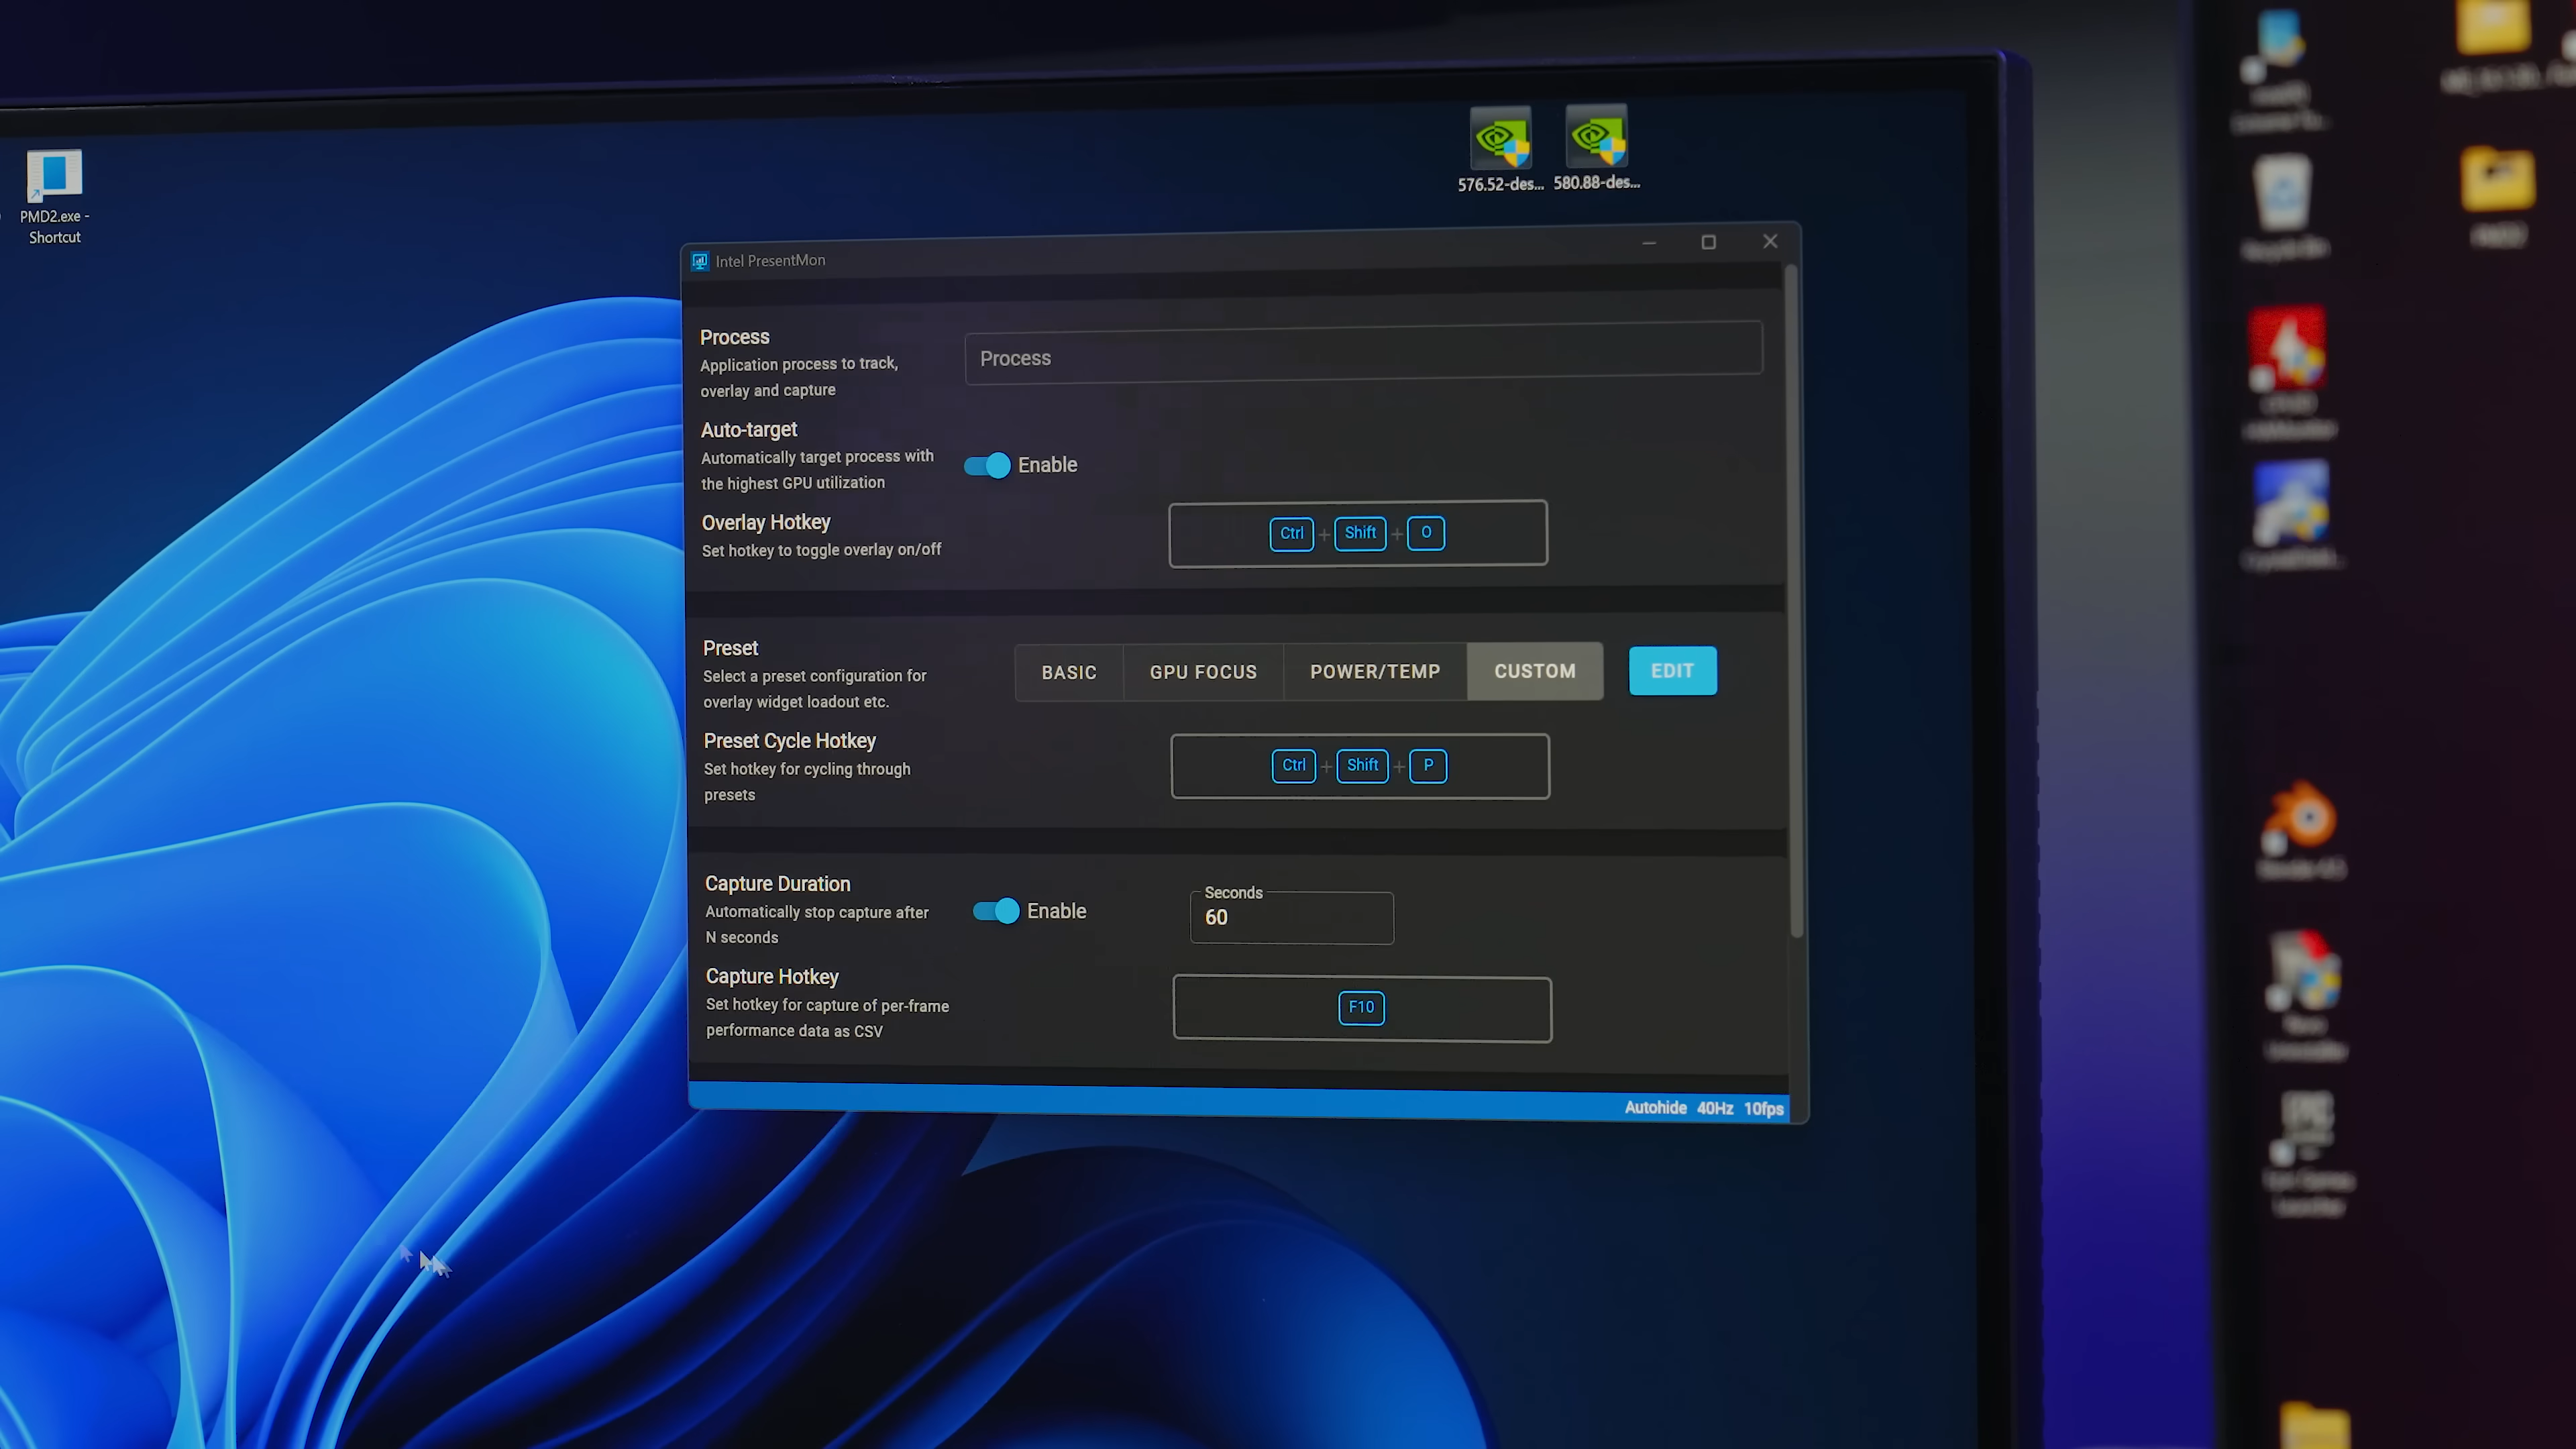 PMD2.exe -
Shortcut
576.52-des...
580.88-des...
Intel PresentMon
Process
Application process to track,
overlay and capture
Process
Auto-target
Automatically target process with
the highest GPU utilization
Enable
Overlay Hotkey
Set hotkey to toggle overlay on/off
Ctrl + Shift + O
Preset
Select a preset configuration for
overlay widget loadout etc.
BASIC
GPU FOCUS
POWER/TEMP
CUSTOM
EDIT
Preset Cycle Hotkey
Set hotkey for cycling through
presets
Ctrl + Shift + P
Capture Duration
Automatically stop capture after
N seconds
Enable
Seconds
60
Capture Hotkey
Set hotkey for capture of per-frame
performance data as CSV
F10
Autohide 40Hz 10fps
Recycle Bin
Epic Games
Launcher